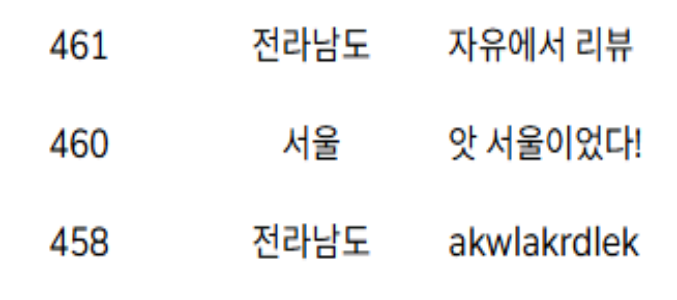 461 전라남도 자유에서 리뷰
460 서울 앗 서울이었다!
458 전라남도 akwlakrdlek